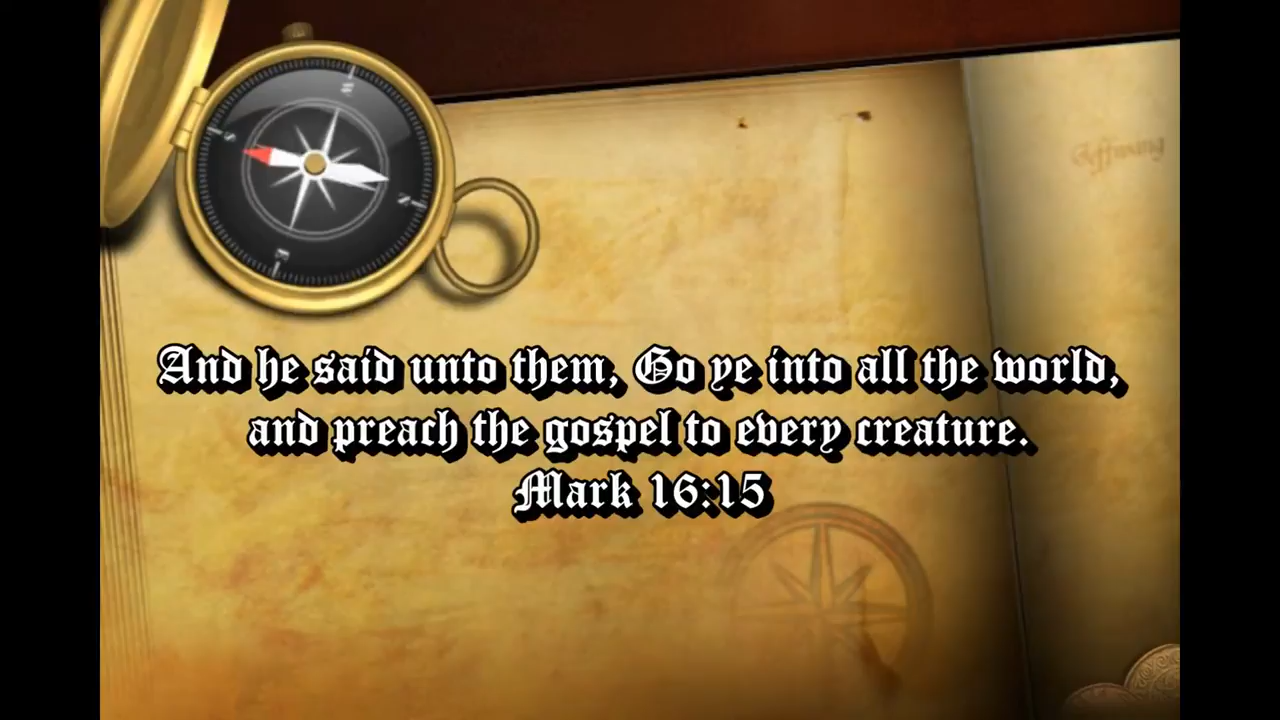 And he said unto them, Go ye into all the world,
and preach the gospel to every creature.
Mark 16:15